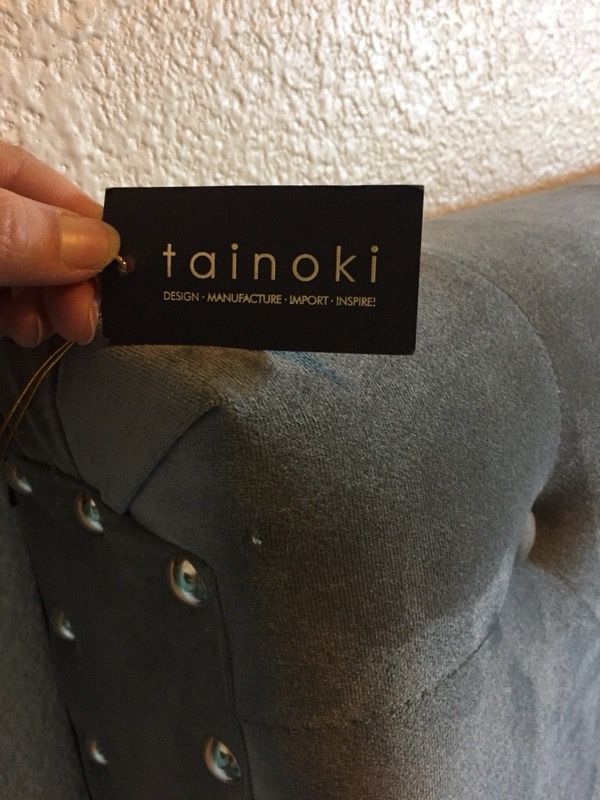 tainoki
DESIGN · MANUFACTURE · IMPORT · INSPIRE!